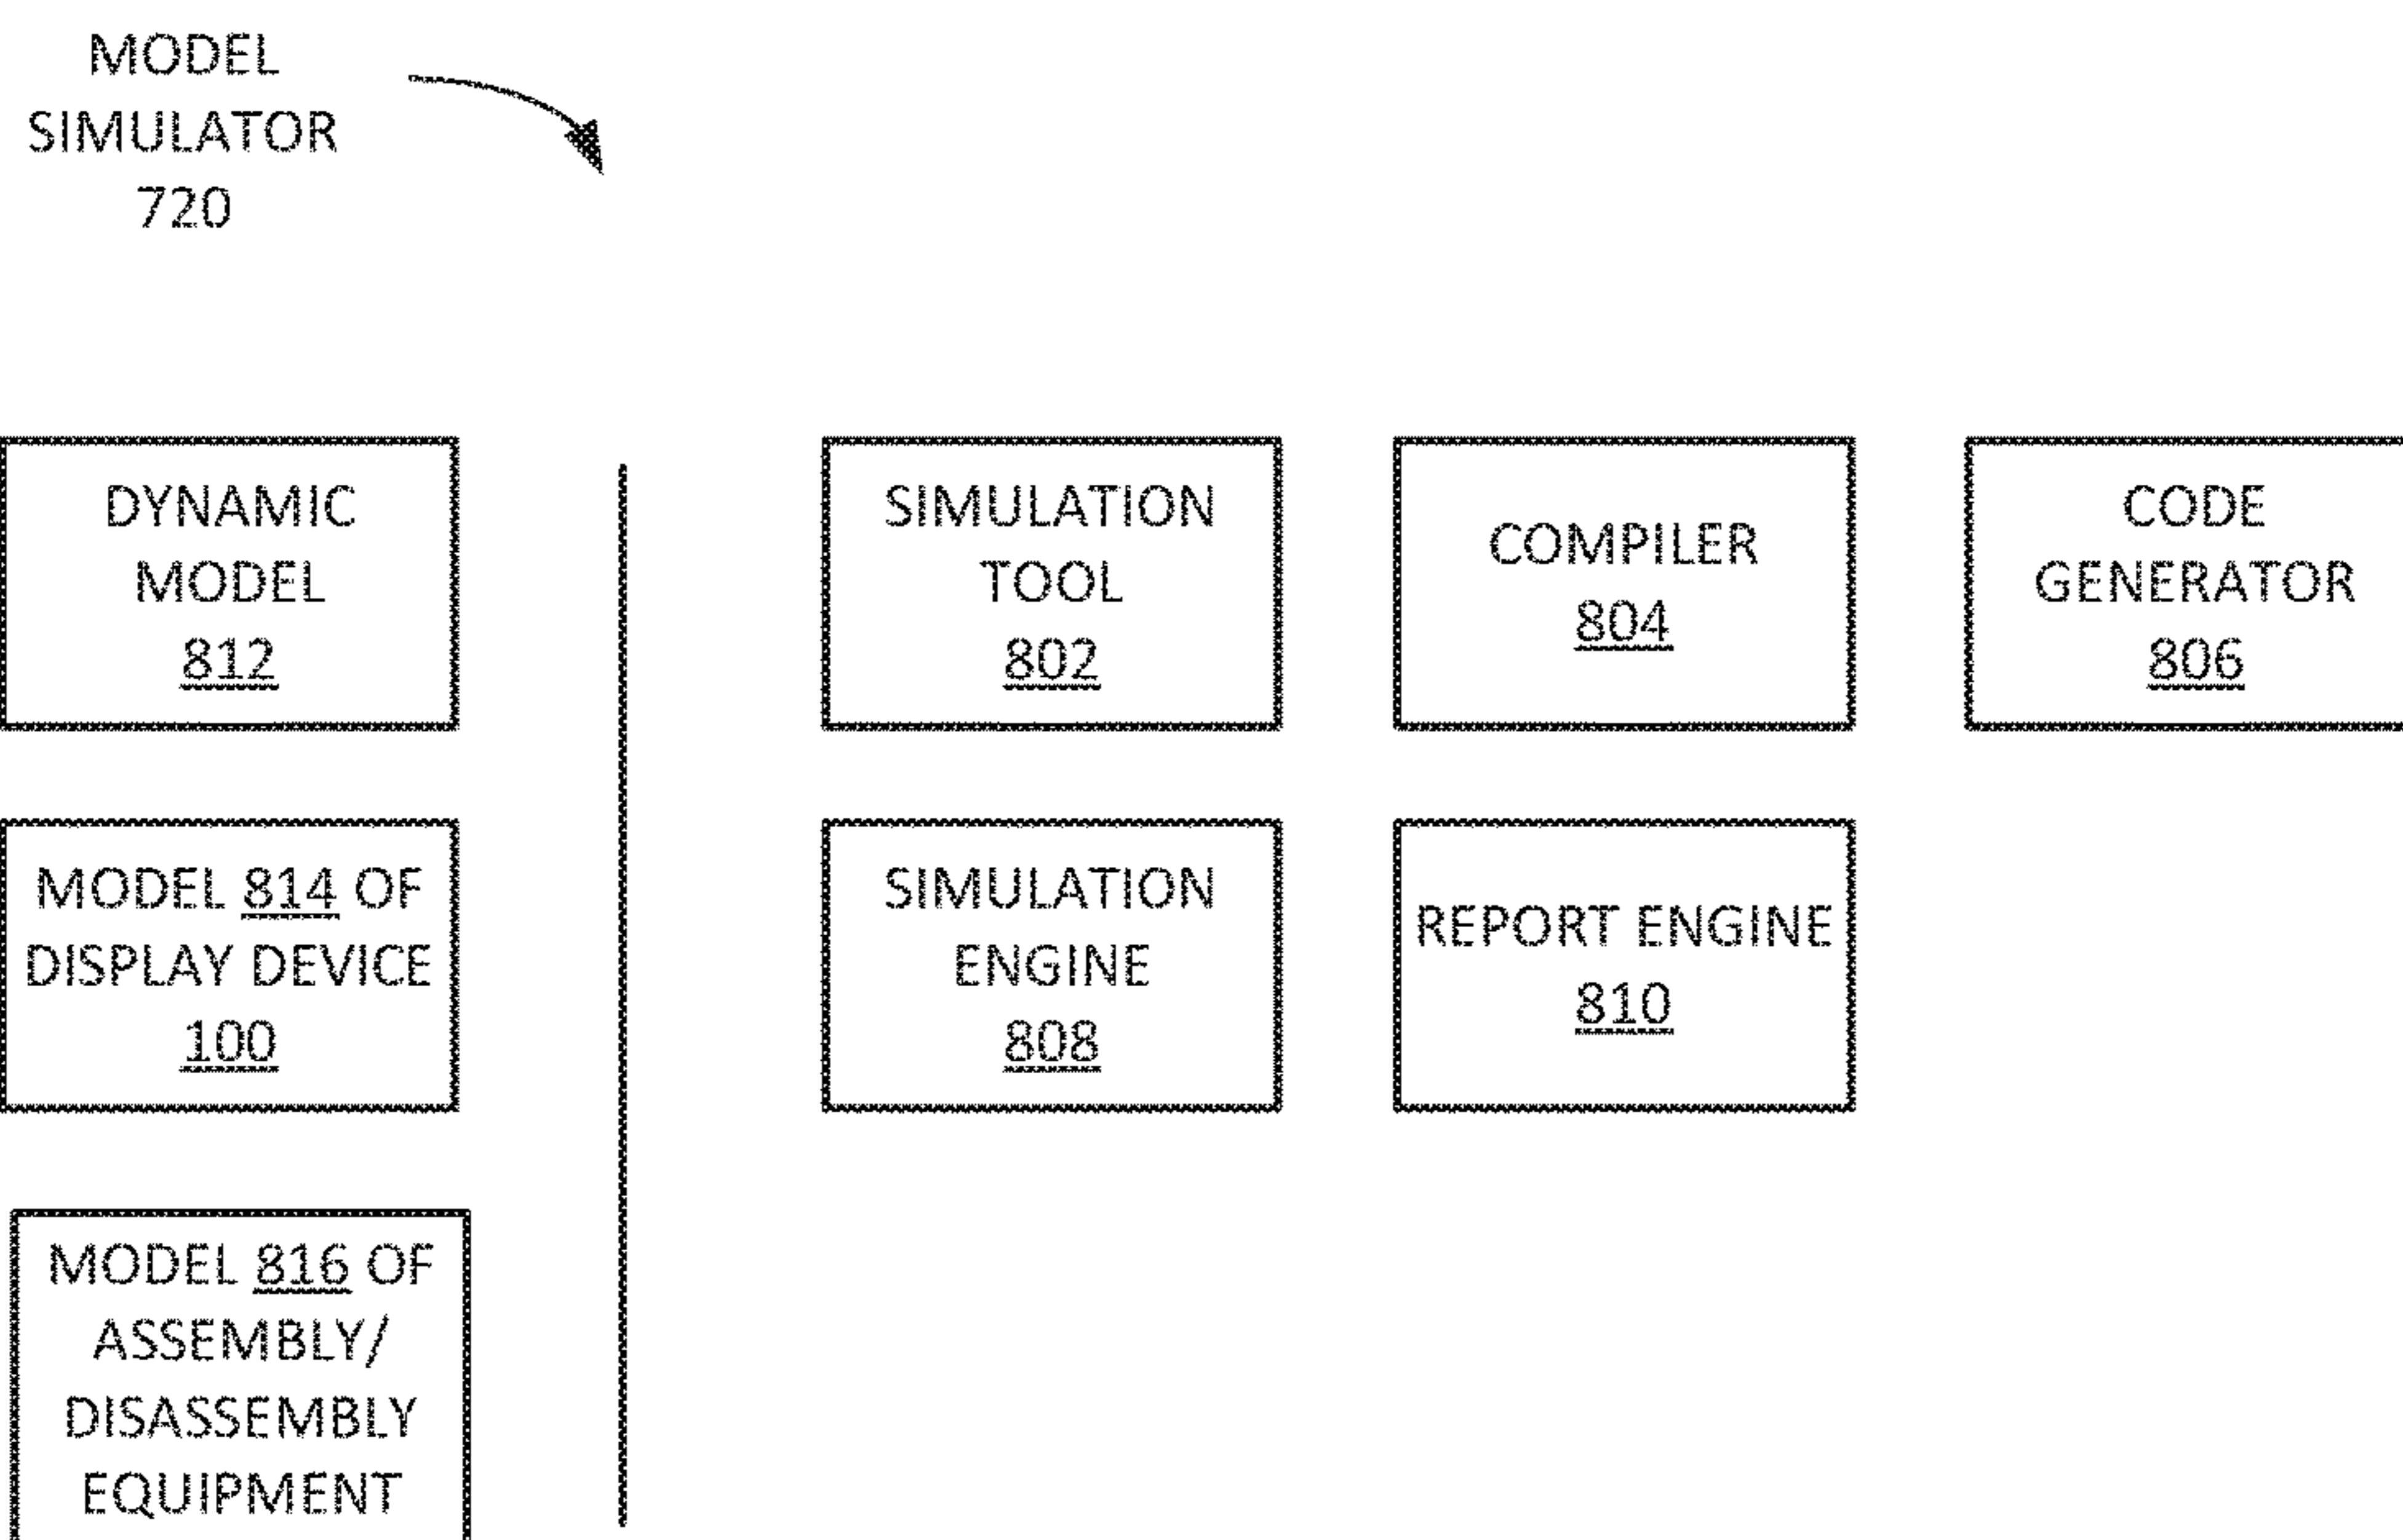 MODEL
SIMULATOR
720
DYNAMIC
MODEL
812
SIMULATION
TOOL
802
COMPILER
804
CODE
GENERATOR
806
MODEL 814 OF
DISPLAY DEVICE
100
SIMULATION
ENGINE
808
REPORT ENGINE
810
MODEL 816 OF
ASSEMBLY/
DISASSEMBLY
EQUIPMENT